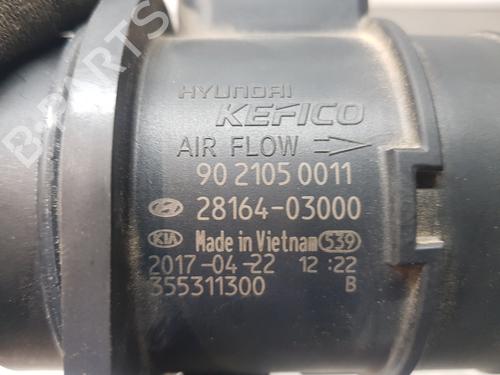 HYUNDAI
KEFICO
AIR FLOW
90 2105 0011
28164-03000
KIA Made in Vietnam 539
2017-04-22 12:22
355311300 B
B-PARTS